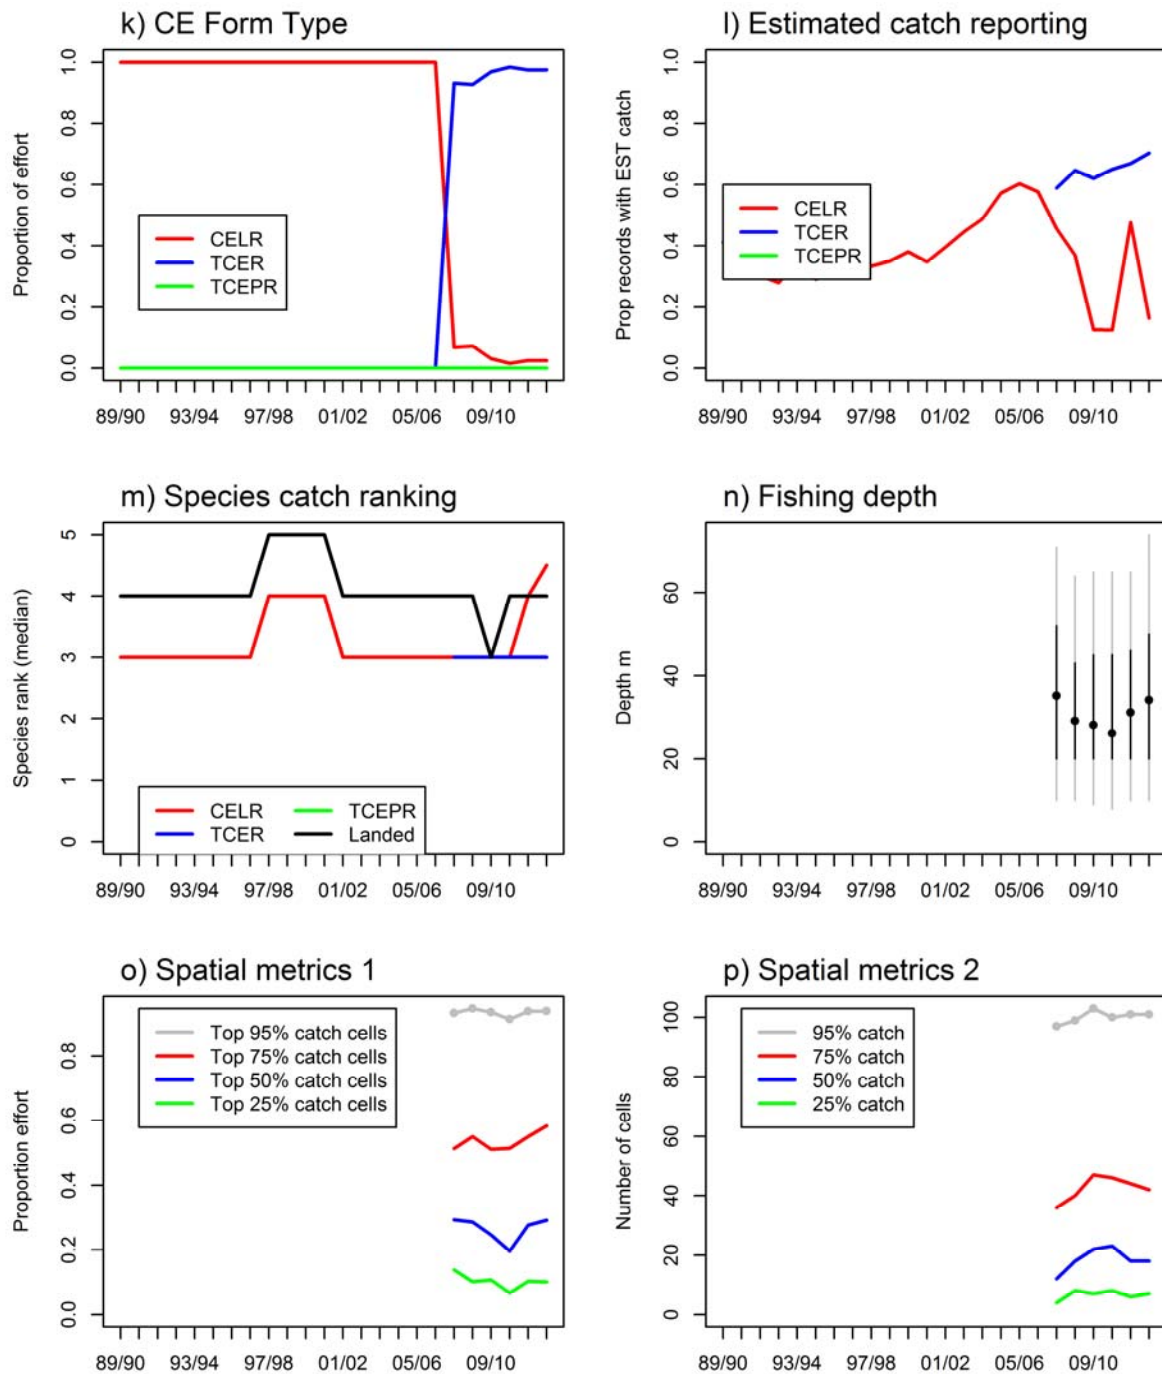 k) CE Form Type
Proportion of effort
1.0
0.8
0.6
0.4
0.2
0.0
CELR
TCER
TCEPR
89/90 93/94 97/98 01/02 05/06 09/10
l) Estimated catch reporting
Prop records with EST catch
1.0
0.8
0.6
0.4
0.2
0.0
CELR
TCER
TCEPR
89/90 93/94 97/98 01/02 05/06 09/10
m) Species catch ranking
Species rank (median)
5
4
3
2
1
0
CELR TCEPR
TCER Landed
89/90 93/94 97/98 01/02 05/06 09/10
n) Fishing depth
Depth m
60
40
20
0
89/90 93/94 97/98 01/02 05/06 09/10
o) Spatial metrics 1
Proportion effort
0.8
0.6
0.4
0.2
0.0
Top 95% catch cells
Top 75% catch cells
Top 50% catch cells
Top 25% catch cells
89/90 93/94 97/98 01/02 05/06 09/10
p) Spatial metrics 2
Number of cells
100
80
60
40
20
0
95% catch
75% catch
50% catch
25% catch
89/90 93/94 97/98 01/02 05/06 09/10